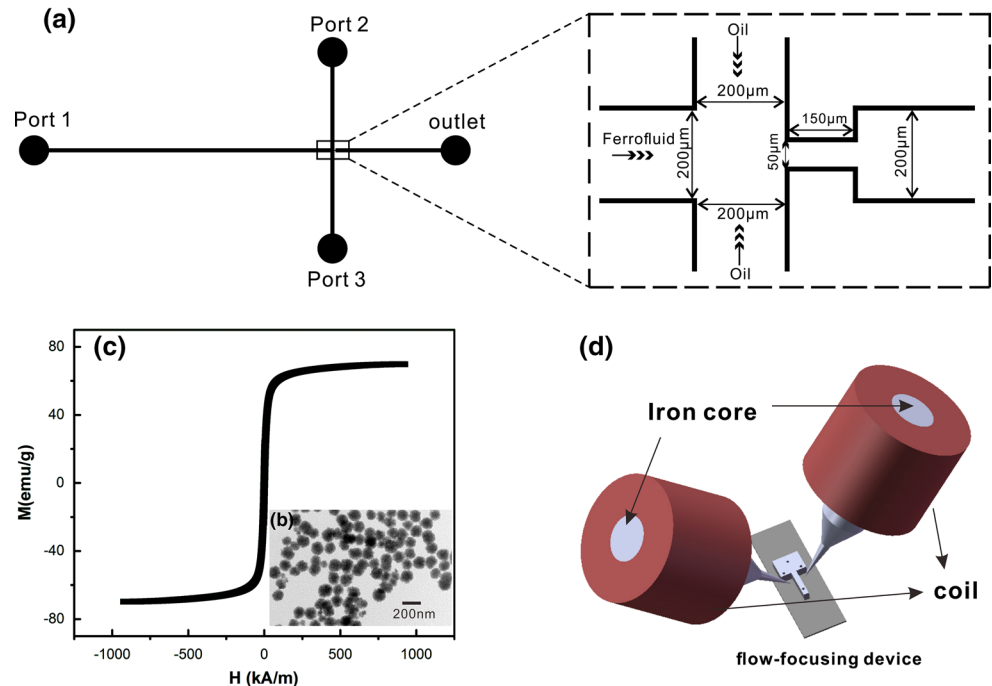 (a)
Port 2
Port 1
outlet
Port 3
Oil
200μm
150μm
Ferrofluid
200μm
50μm
200μm
200μm
Oil
(c)
80
40
0
-40
-80
M(emu/g)
(b)
200nm
-1000
-500
0
500
1000
H (kA/m)
(d)
Iron core
coil
flow-focusing device